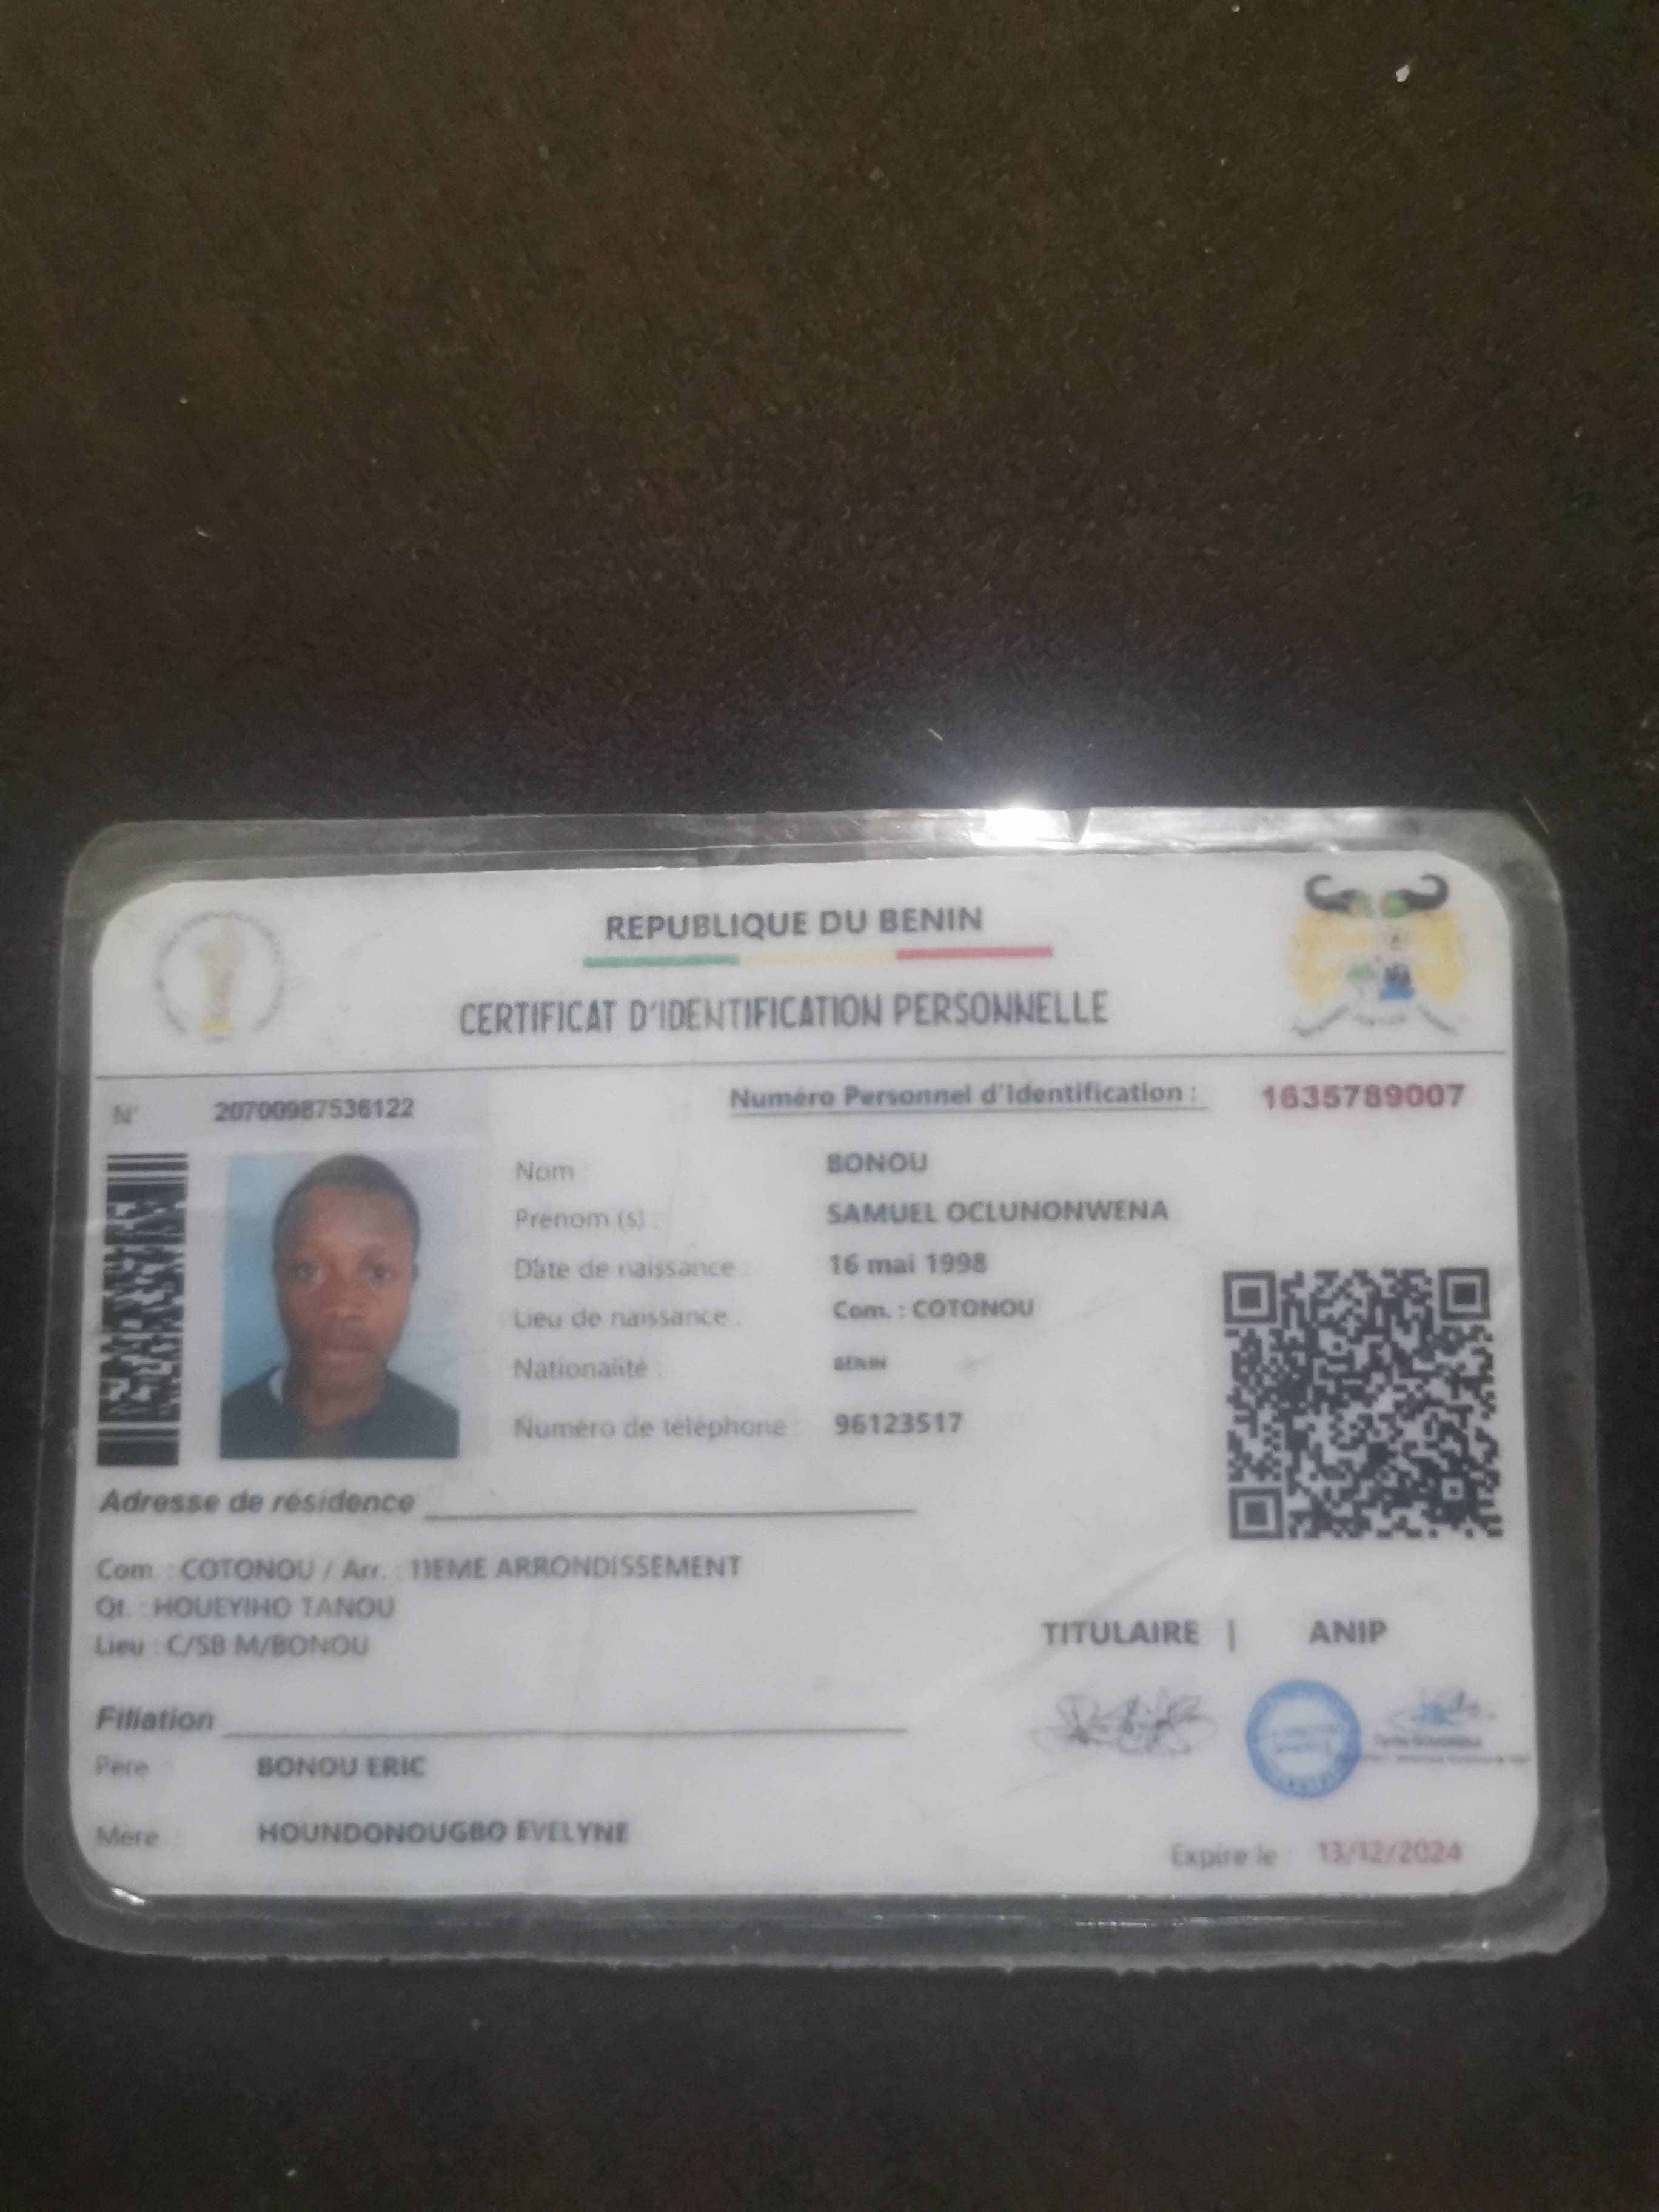 REPUBLIQUE DU BENIN
CERTIFICAT D'IDENTIFICATION PERSONNELLE
N° 20700987536122
Numéro Personnel d'Identification : 1635789007
Nom : BONOU
Prénom (s) : SAMUEL OCLUNONWENA
Date de naissance : 16 mai 1998
Lieu de naissance : Com. : COTONOU
Nationalité : BENIN
Numéro de téléphone : 96123517
Adresse de résidence
Com : COTONOU / Arr. : 11EME ARRONDISSEMENT
Qt. : HOUEYIHO TANOU
Lieu : C/SB M/BONOU
TITULAIRE | ANIP
Filiation
Père : BONOU ERIC
Mère : HOUNDONOUGBO EVELYNE
Expire le : 13/12/2024